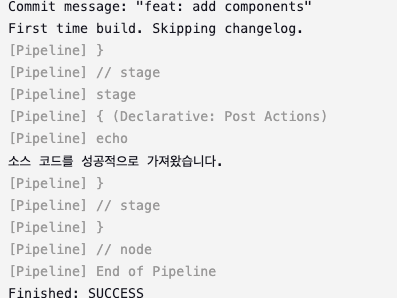 Commit message: "feat: add components"
First time build. Skipping changelog.
[Pipeline] }
[Pipeline] // stage
[Pipeline] stage
[Pipeline] { (Declarative: Post Actions)
[Pipeline] echo
소스 코드를 성공적으로 가져왔습니다.
[Pipeline] }
[Pipeline] // stage
[Pipeline] }
[Pipeline] // node
[Pipeline] End of Pipeline
Finished: SUCCESS